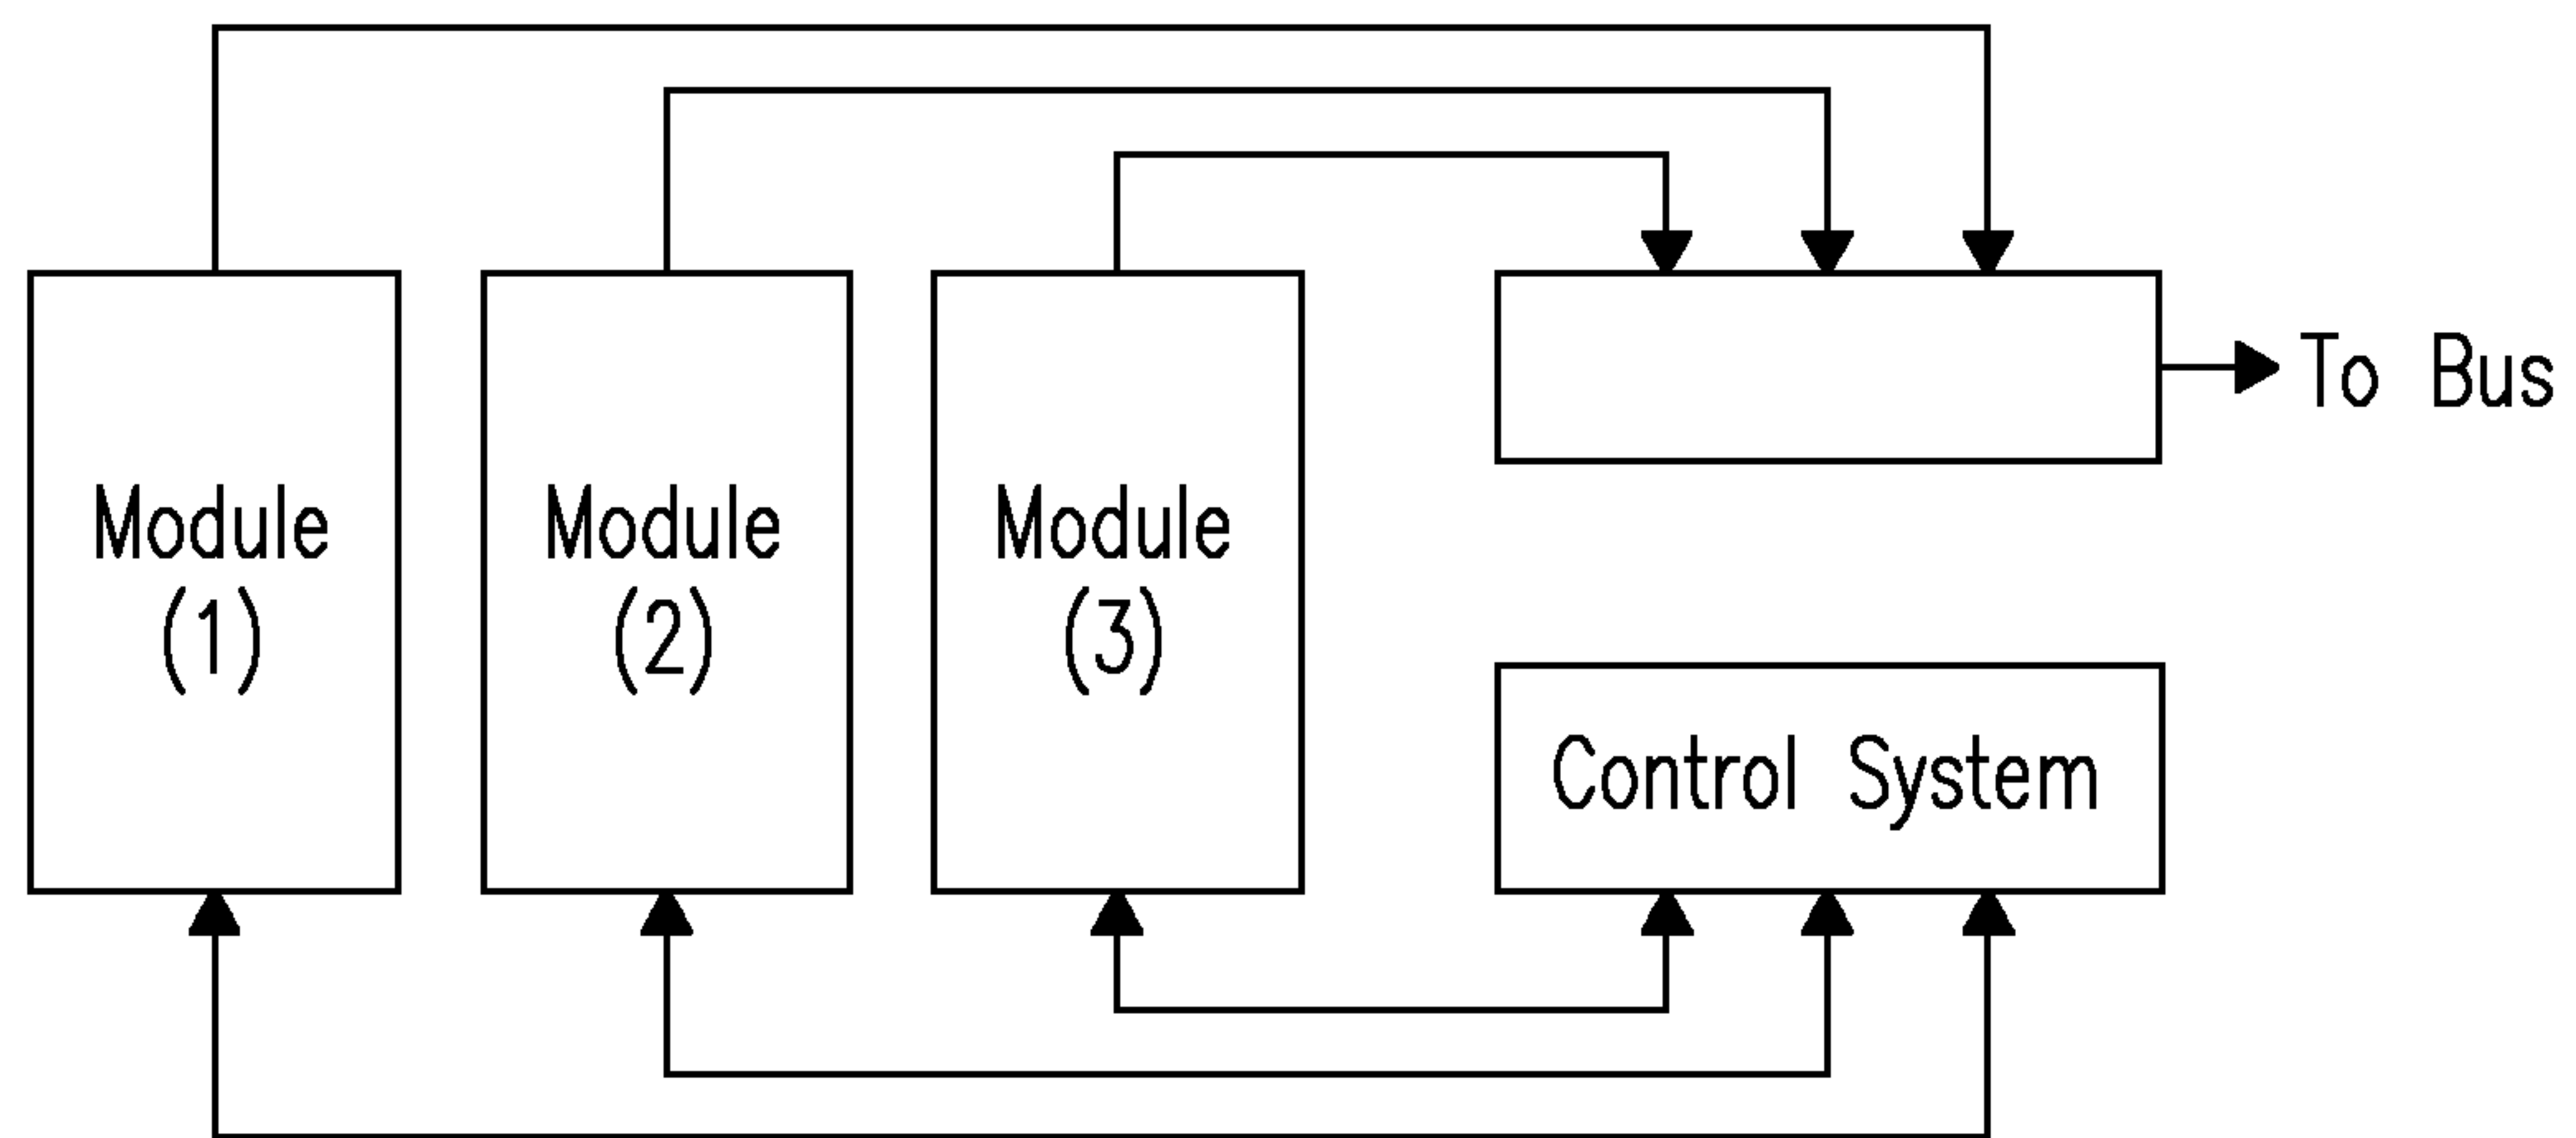 Module
(1)
Module
(2)
Module
(3)
To Bus
Control System